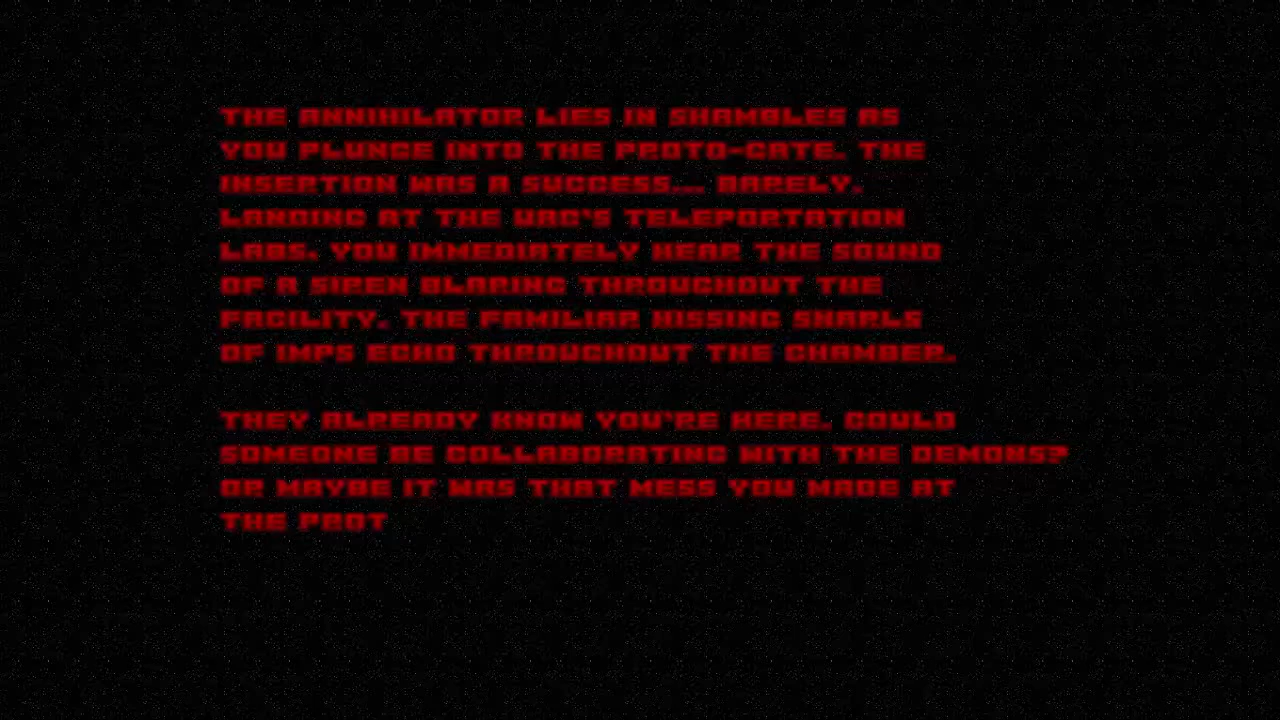 THE ANNIHILATOR LIES IN SHAMBLES AS
YOU PLUNGE INTO THE PROTO-GATE. THE
INSERTION WAS A SUCCESS... BARELY.
LANDING AT THE UAC'S TELEPORTATION
LABS, YOU IMMEDIATELY HEAR THE SOUND
OF A SIREN BLARING THROUGHOUT THE
FACILITY. THE FAMILIAR HISSING SNARLS
OF IMPS ECHO THROUGHOUT THE CHAMBER.
THEY ALREADY KNOW YOU'RE HERE. COULD
SOMEONE BE COLLABORATING WITH THE DEMONS?
OR MAYBE IT WAS THAT MESS YOU MADE AT
THE PROT